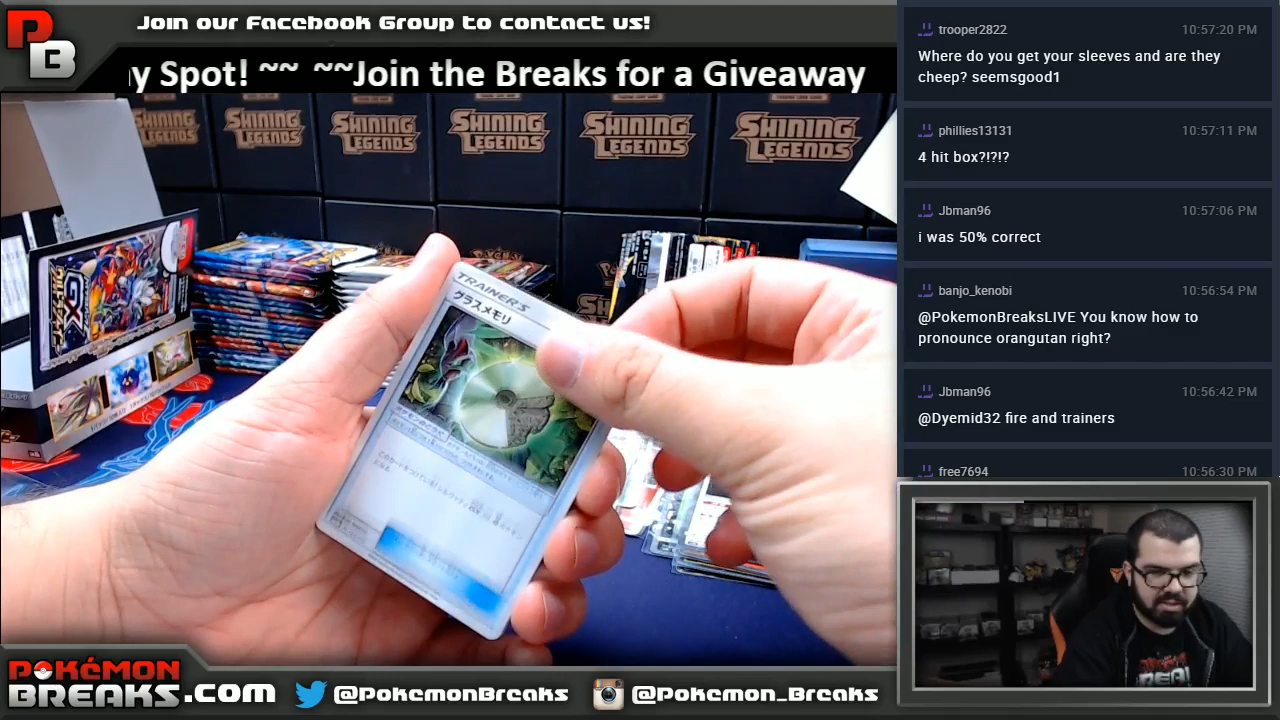 PB
Join our Facebook Group to contact us!
y Spot! ~~ ~~Join the Breaks for a Giveaway
SHINING
LEGENDS
SHINING
LEGENDS
SHINING
LEGENDS
SHINING
LEGENDS
SHINING
LEGENDS
SHINING
LEGENDS
GX
TRAINER'S
グラスメモリ
trooper2822 10:57:20 PM
Where do you get your sleeves and are they
cheap? seemsgood1
phillies13131 10:57:11 PM
4 hit box?!?!?
Jbman96 10:57:06 PM
i was 50% correct
banjo_kenobi 10:56:54 PM
@PokemonBreaksLIVE You know how to
pronounce orangutan right?
Jbman96 10:56:42 PM
@Dyemid32 fire and trainers
free7694 10:56:30 PM
POKéMON
BREAKS.com
@PokemonBreaks
@Pokemon_Breaks